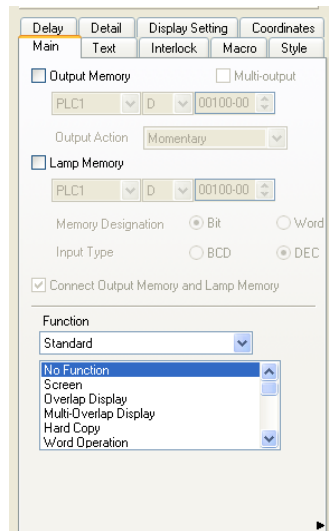 Delay Detail Display Setting Coordinates
Main Text Interlock Macro Style
Output Memory Multi-output
PLC1 D 00100-00
Output Action Momentary
Lamp Memory
PLC1 D 00100-00
Memory Designation Bit Word
Input Type BCD DEC
Connect Output Memory and Lamp Memory
Function
Standard
No Function
Screen
Overlap Display
Multi-Overlap Display
Hard Copy
Word Operation